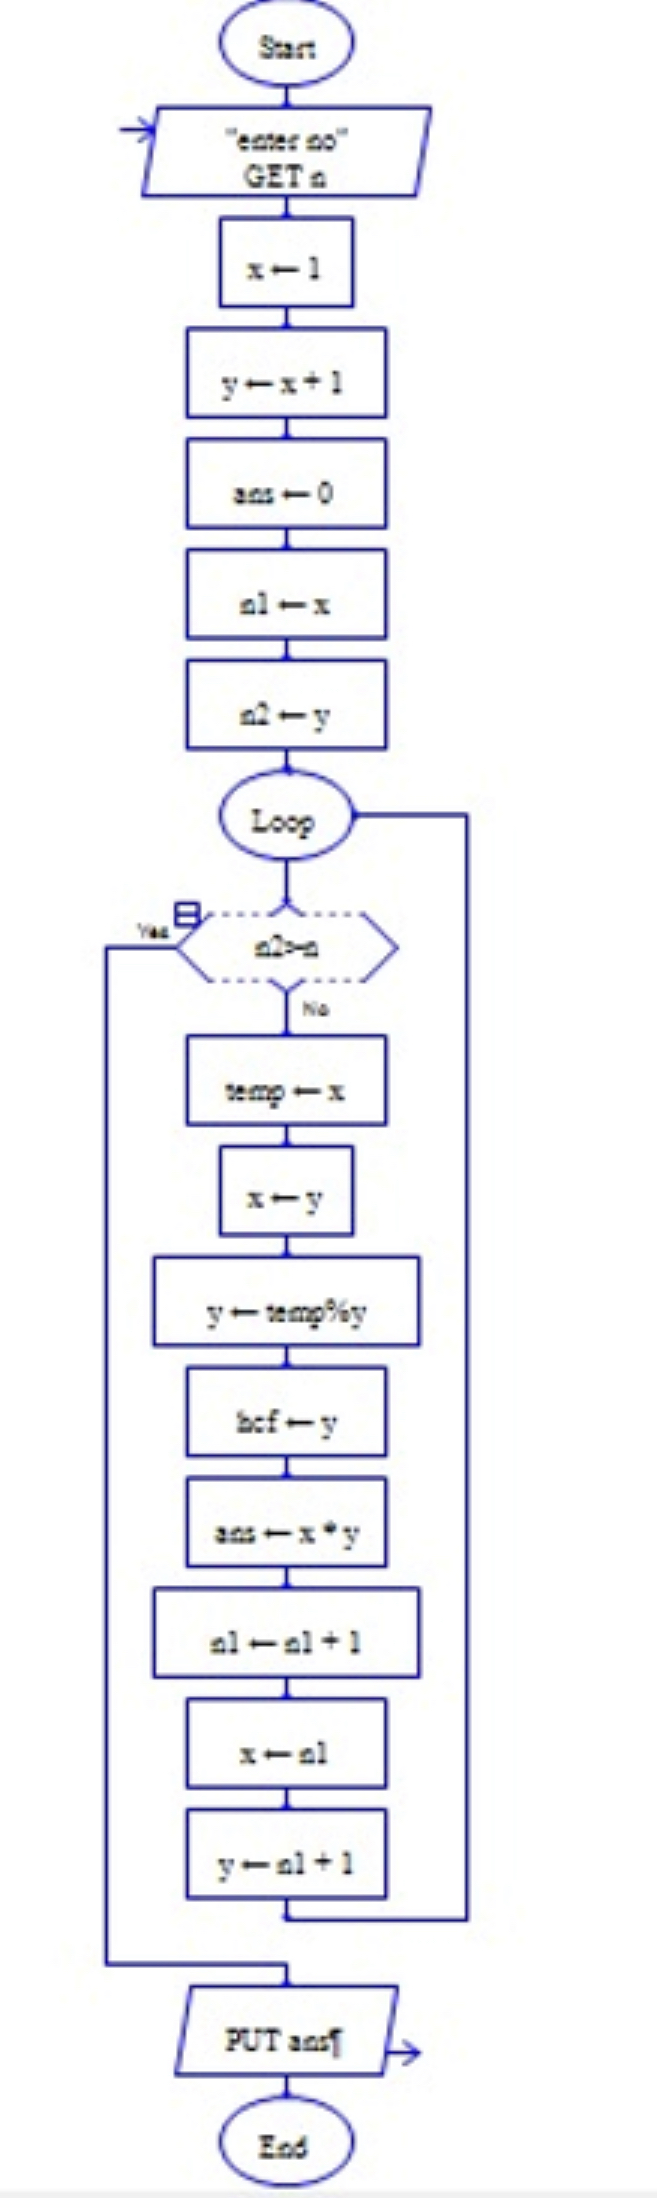 Start
"enter no"
GET n
x ← 1
y ← x + 1
ans ← 0
n1 ← x
n2 ← y
Loop
Yes
n2>=n
No
temp ← x
x ← y
y ← temp%y
hcf ← y
ans ← x * y
n1 ← n1 + 1
x ← n1
y ← n1 + 1
PUT ans¶
End